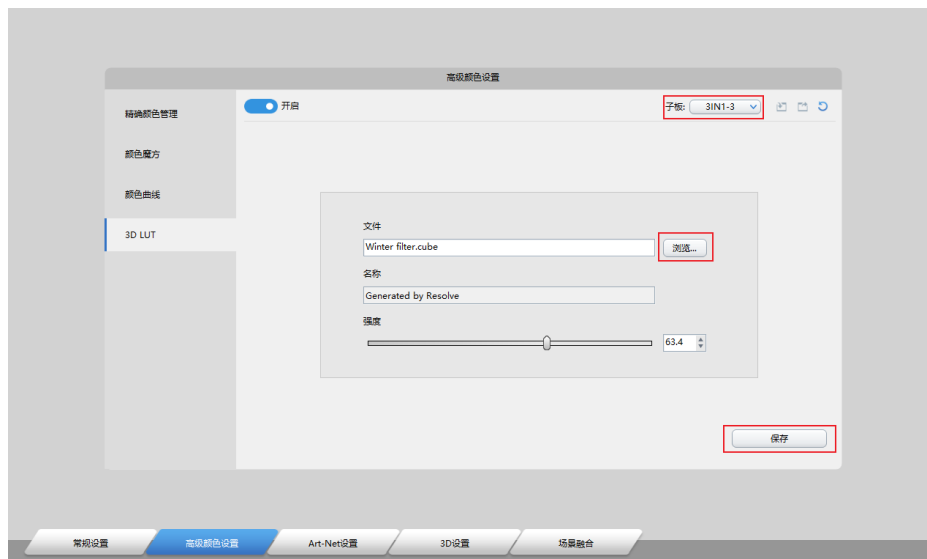 高级颜色设置
精确颜色管理
颜色魔方
颜色曲线
3D LUT
开启
子板: 3IN1-3
文件
Winter filter.cube
浏览...
名称
Generated by Resolve
强度
63.4
保存
常规设置
高级颜色设置
Art-Net设置
3D设置
场景融合